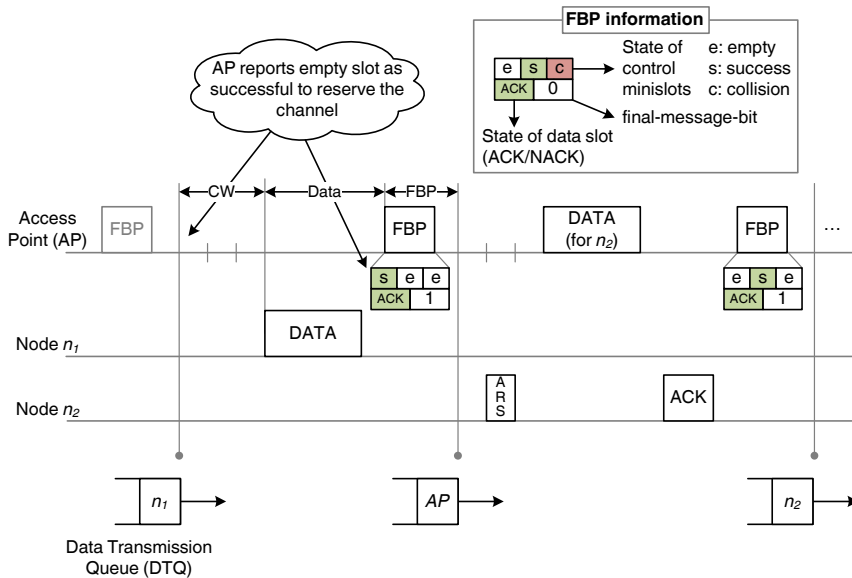 FBP information
e s c
ACK 0
State of control minislots
e: empty
s: success
c: collision
final-message-bit
State of data slot (ACK/NACK)
AP reports empty slot as
successful to reserve the
channel
CW
Data
FBP
Access
Point (AP)
FBP
FBP
DATA
(for n2)
FBP
...
s e e
ACK 1
e s e
ACK 1
Node n1
DATA
Node n2
A
R
S
ACK
n1
AP
n2
Data Transmission
Queue (DTQ)